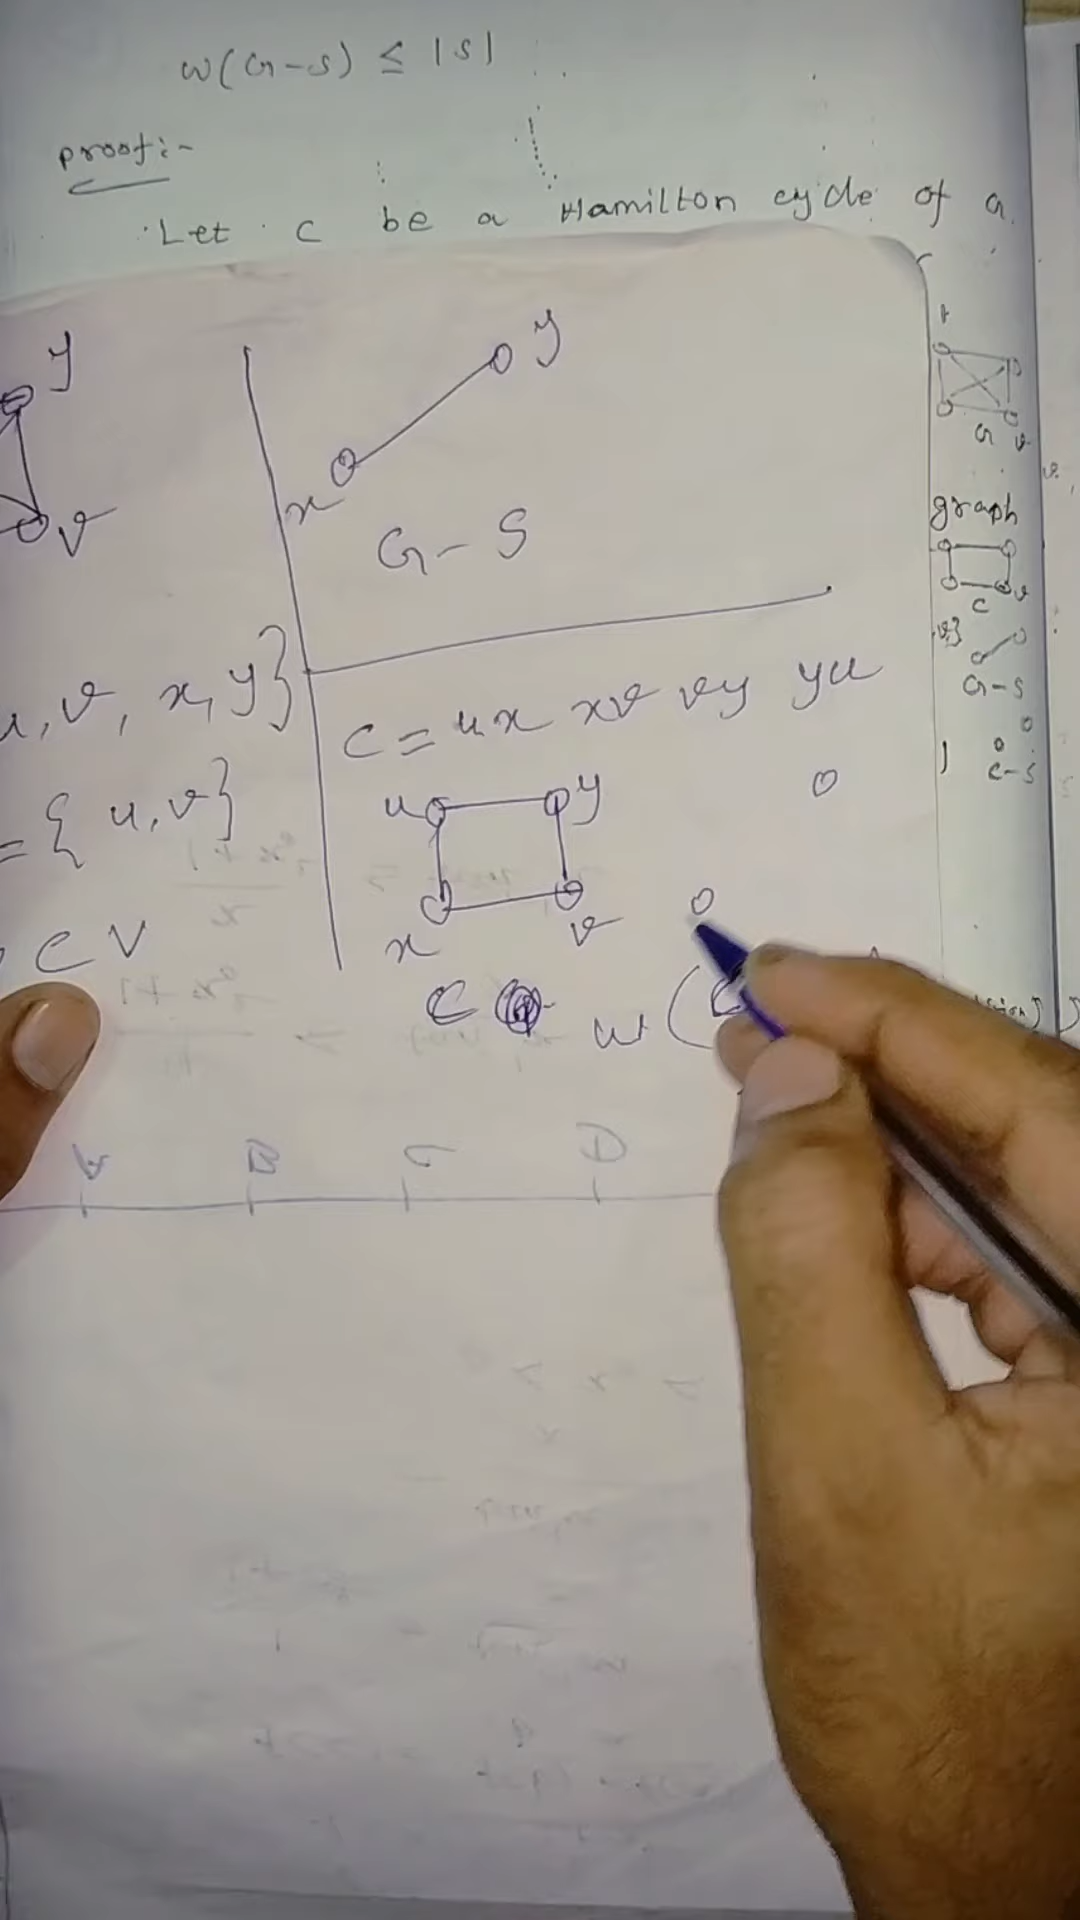 w(G-S) ≤ |S|
proof:-
Let C be a Hamilton cycle of G.
y
v
y
x
G-S
u, v, x, y}
= { u, v }
C V
C = ux xv vy yu
u y
x v
C
w(C
A B C D
G
graph
C
G-S
C-S